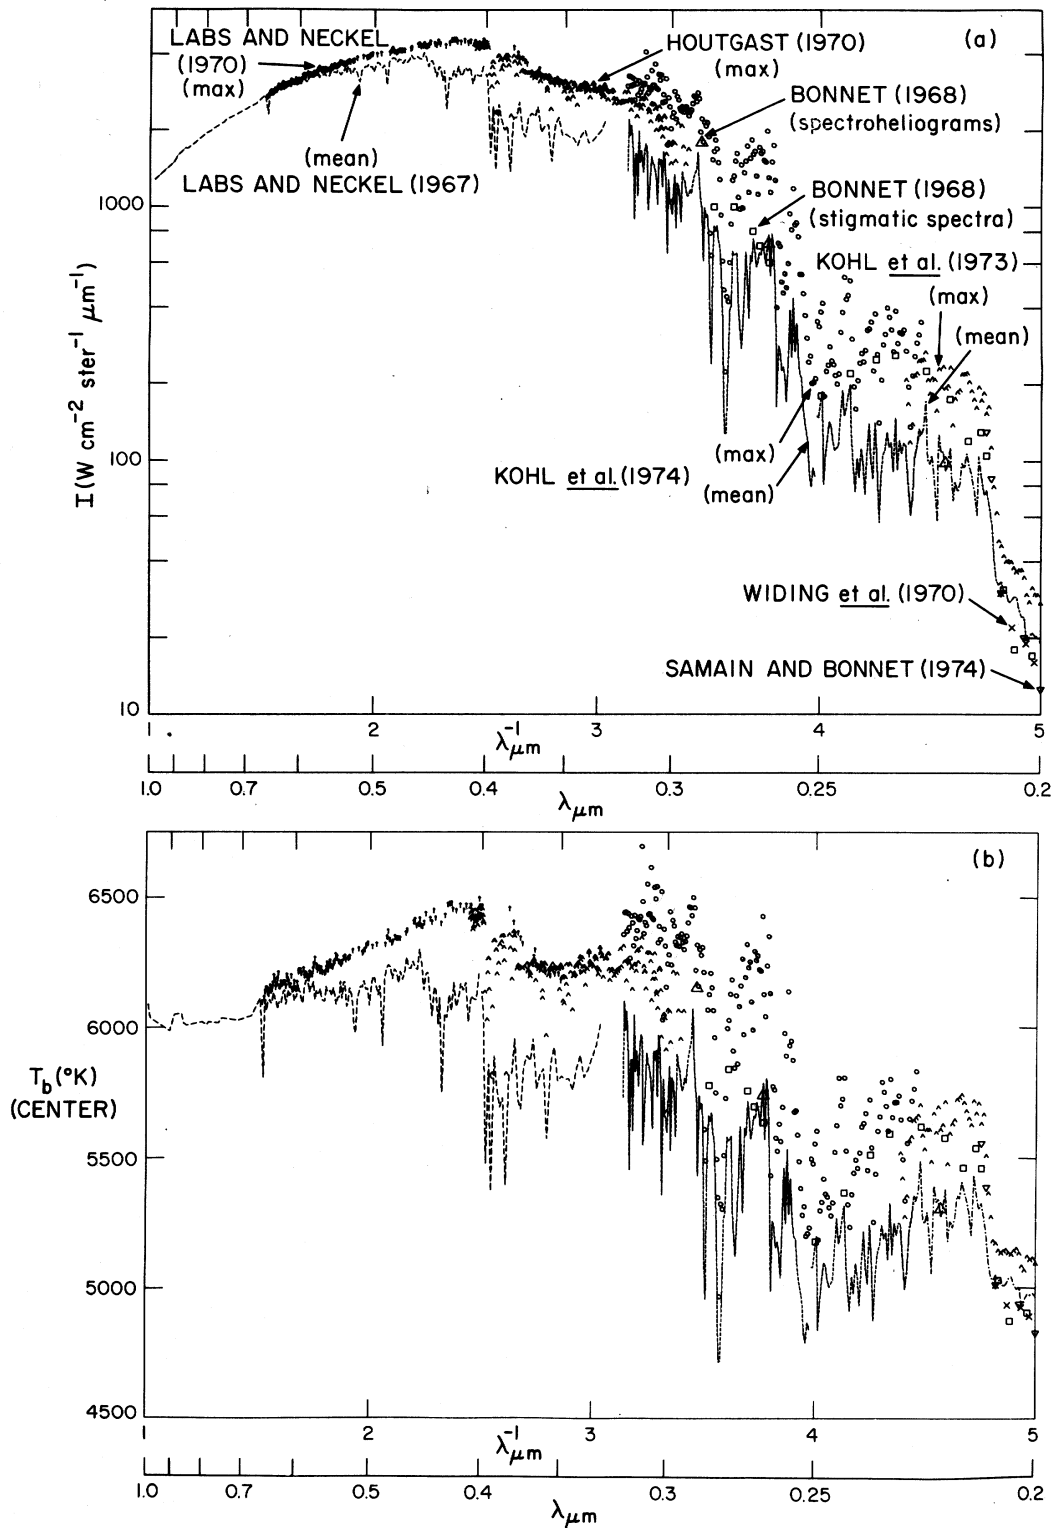 LABS AND NECKEL
(1970)
(max)
HOUTGAST (1970)
(max)
(a)
BONNET (1968)
(spectroheliograms)
(mean)
LABS AND NECKEL (1967)
BONNET (1968)
(stigmatic spectra)
KOHL et al. (1973)
(max)
(mean)
1000
I (W cm⁻² ster⁻¹ μm⁻¹)
100
(max)
KOHL et al. (1974)
(mean)
WIDING et al. (1970)
SAMAIN AND BONNET (1974)
10
1 2 3 4 5
λ⁻¹μm
1.0 0.7 0.5 0.4 0.3 0.25 0.2
λμm
(b)
6500
6000
Tb (°K)
(CENTER)
5500
5000
4500
1 2 3 4 5
λ⁻¹μm
1.0 0.7 0.5 0.4 0.3 0.25 0.2
λμm